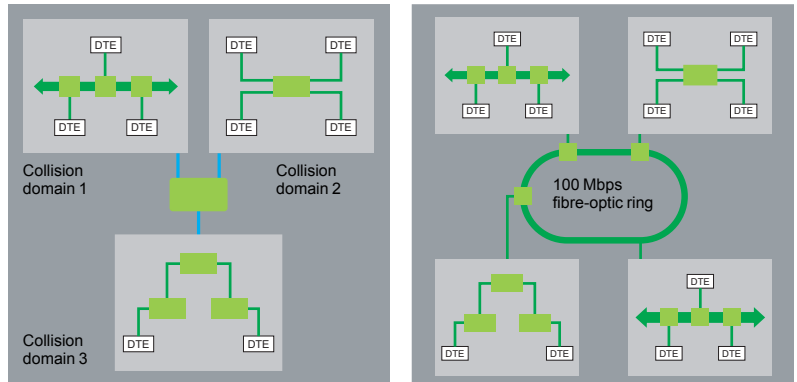 DTE
DTE
DTE
DTE DTE
DTE DTE
Collision
domain 1
Collision
domain 2
DTE
DTE
Collision
domain 3
DTE
DTE
DTE
DTE DTE
DTE DTE
100 Mbps
fibre-optic ring
DTE
DTE
DTE
DTE
DTE